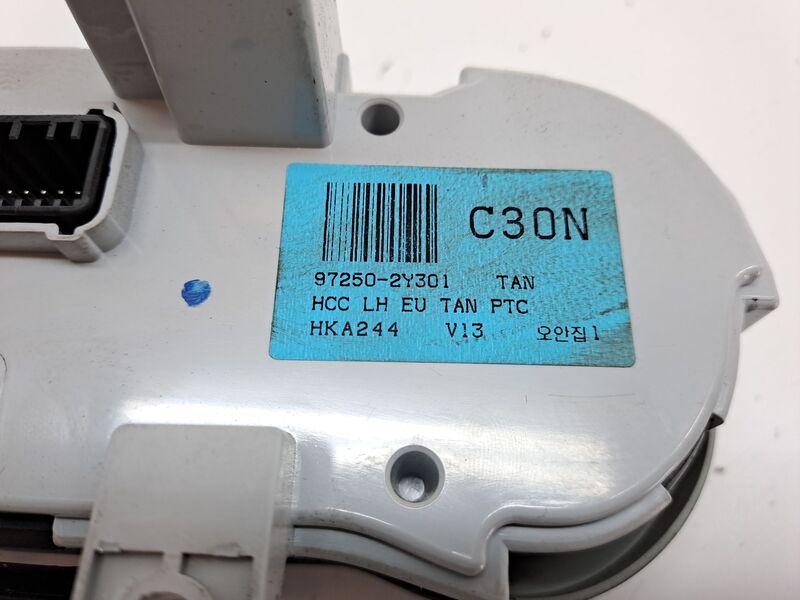 C30N
97250-2Y301 TAN
HCC LH EU TAN PTC
HKA244 V13 오안집1